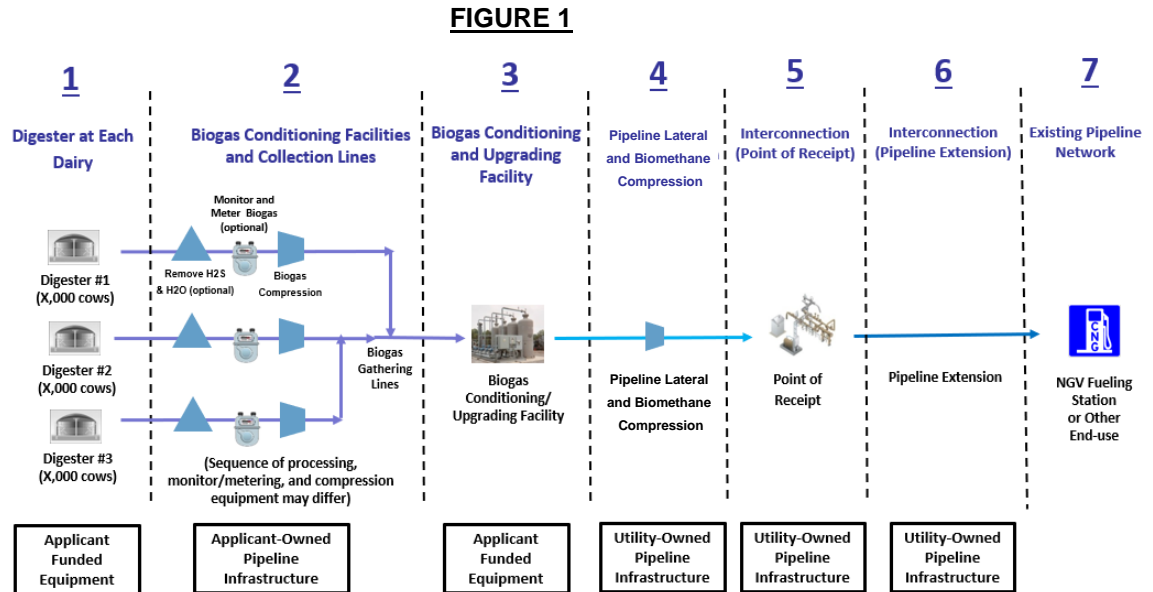 FIGURE 1
1
2
3
4
5
6
7
Digester at Each
Dairy
Biogas Conditioning Facilities
and Collection Lines
Biogas Conditioning
and Upgrading
Facility
Pipeline Lateral
and Biomethane
Compression
Interconnection
(Point of Receipt)
Interconnection
(Pipeline Extension)
Existing Pipeline
Network
Monitor and
Meter Biogas
(optional)
Digester #1
(X,000 cows)
Remove H2S
& H2O (optional)
Biogas
Compression
Digester #2
(X,000 cows)
Biogas
Gathering
Lines
Digester #3
(X,000 cows)
(Sequence of processing,
monitor/metering, and compression
equipment may differ)
Biogas
Conditioning/
Upgrading Facility
Pipeline Lateral
and Biomethane
Compression
Point of
Receipt
Pipeline Extension
CNG
NGV Fueling
Station
or Other
End-use
Applicant
Funded
Equipment
Applicant-Owned
Pipeline
Infrastructure
Applicant
Funded
Equipment
Utility-Owned
Pipeline
Infrastructure
Utility-Owned
Pipeline
Infrastructure
Utility-Owned
Pipeline
Infrastructure